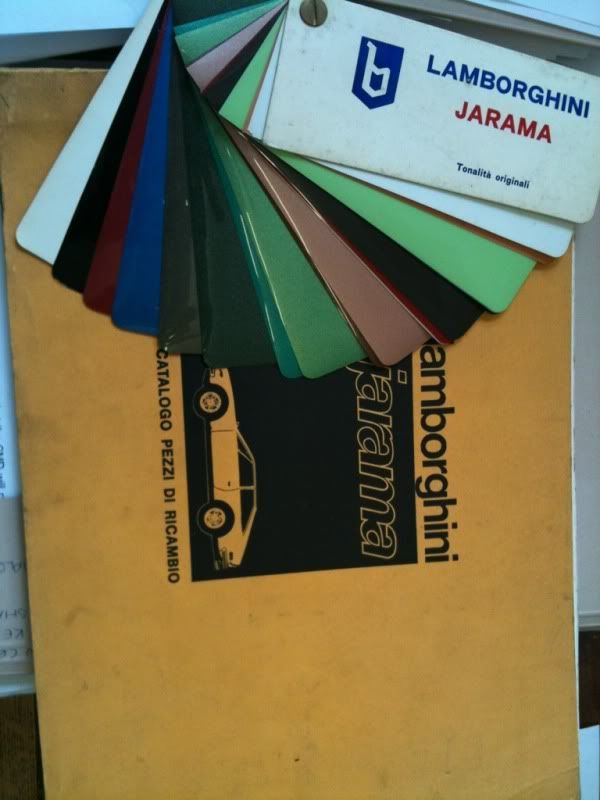 LAMBORGHINI
JARAMA
Tonalità originali
lamborghini
jarama
CATALOGO PEZZI DI RICAMBIO